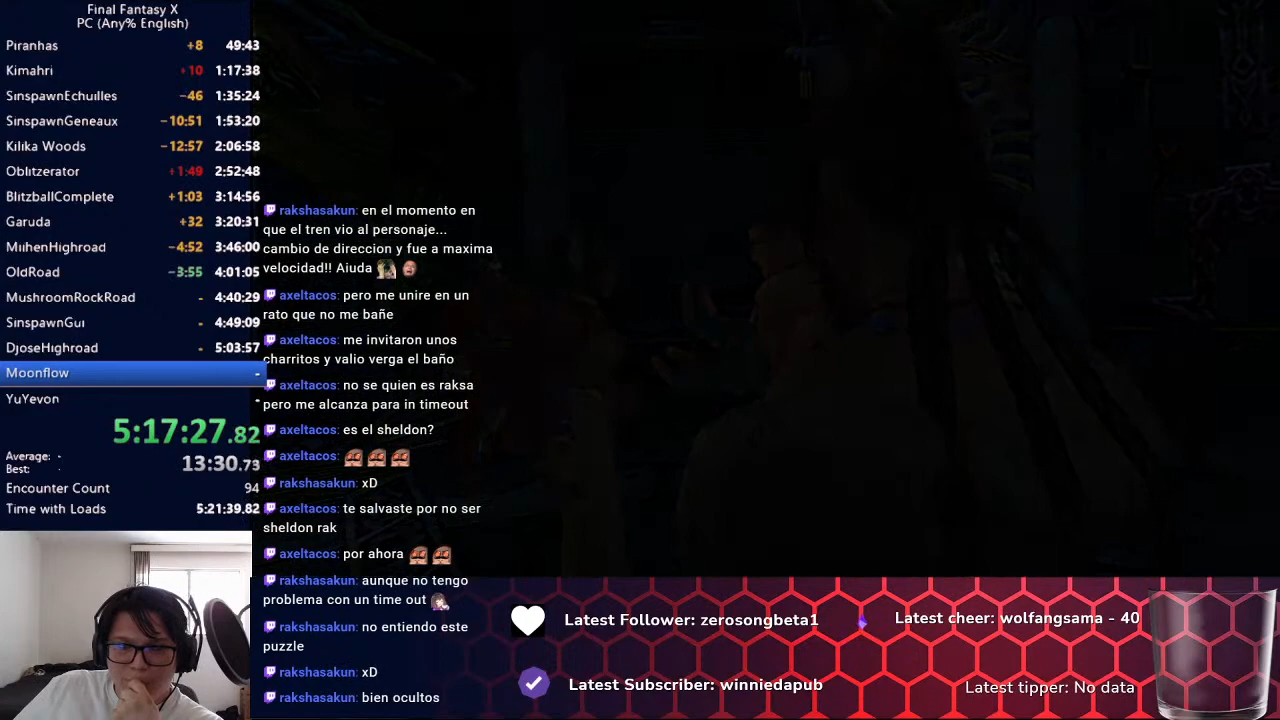 Final Fantasy X
PC (Any% English)
Piranhas +8 49:43
Kimahri +10 1:17:38
SinspawnEchuilles -46 1:35:24
SinspawnGeneaux -10:51 1:53:20
Kilika Woods -12:57 2:06:58
Oblitzerator +1:49 2:52:48
BlitzballComplete +1:03 3:14:56
Garuda +32 3:20:31
MiihenHighroad -4:52 3:46:00
OldRoad -3:55 4:01:05
MushroomRockRoad - 4:40:29
SinspawnGui - 4:49:09
DjoseHighroad - 5:03:57
Moonflow -
YuYevon -
5:17:27.82
Average: -
Best: -
13:30.73
Encounter Count 94
Time with Loads 5:21:39.82
rakshasakun: en el momento en
que el tren vio al personaje...
cambio de direccion y fue a maxima
velocidad!! Aiuda
axeltacos: pero me unire en un
rato que no me bañe
axeltacos: me invitaron unos
charritos y valio verga el baño
axeltacos: no se quien es raksa
pero me alcanza para in timeout
axeltacos: es el sheldon?
axeltacos:
rakshasakun: xD
axeltacos: te salvaste por no ser
sheldon rak
axeltacos: por ahora
rakshasakun: aunque no tengo
problema con un time out
rakshasakun: no entiendo este
puzzle
rakshasakun: xD
rakshasakun: bien ocultos
Latest Follower: zerosongbeta1
Latest cheer: wolfangsama - 40
Latest Subscriber: winniedapub
Latest tipper: No data